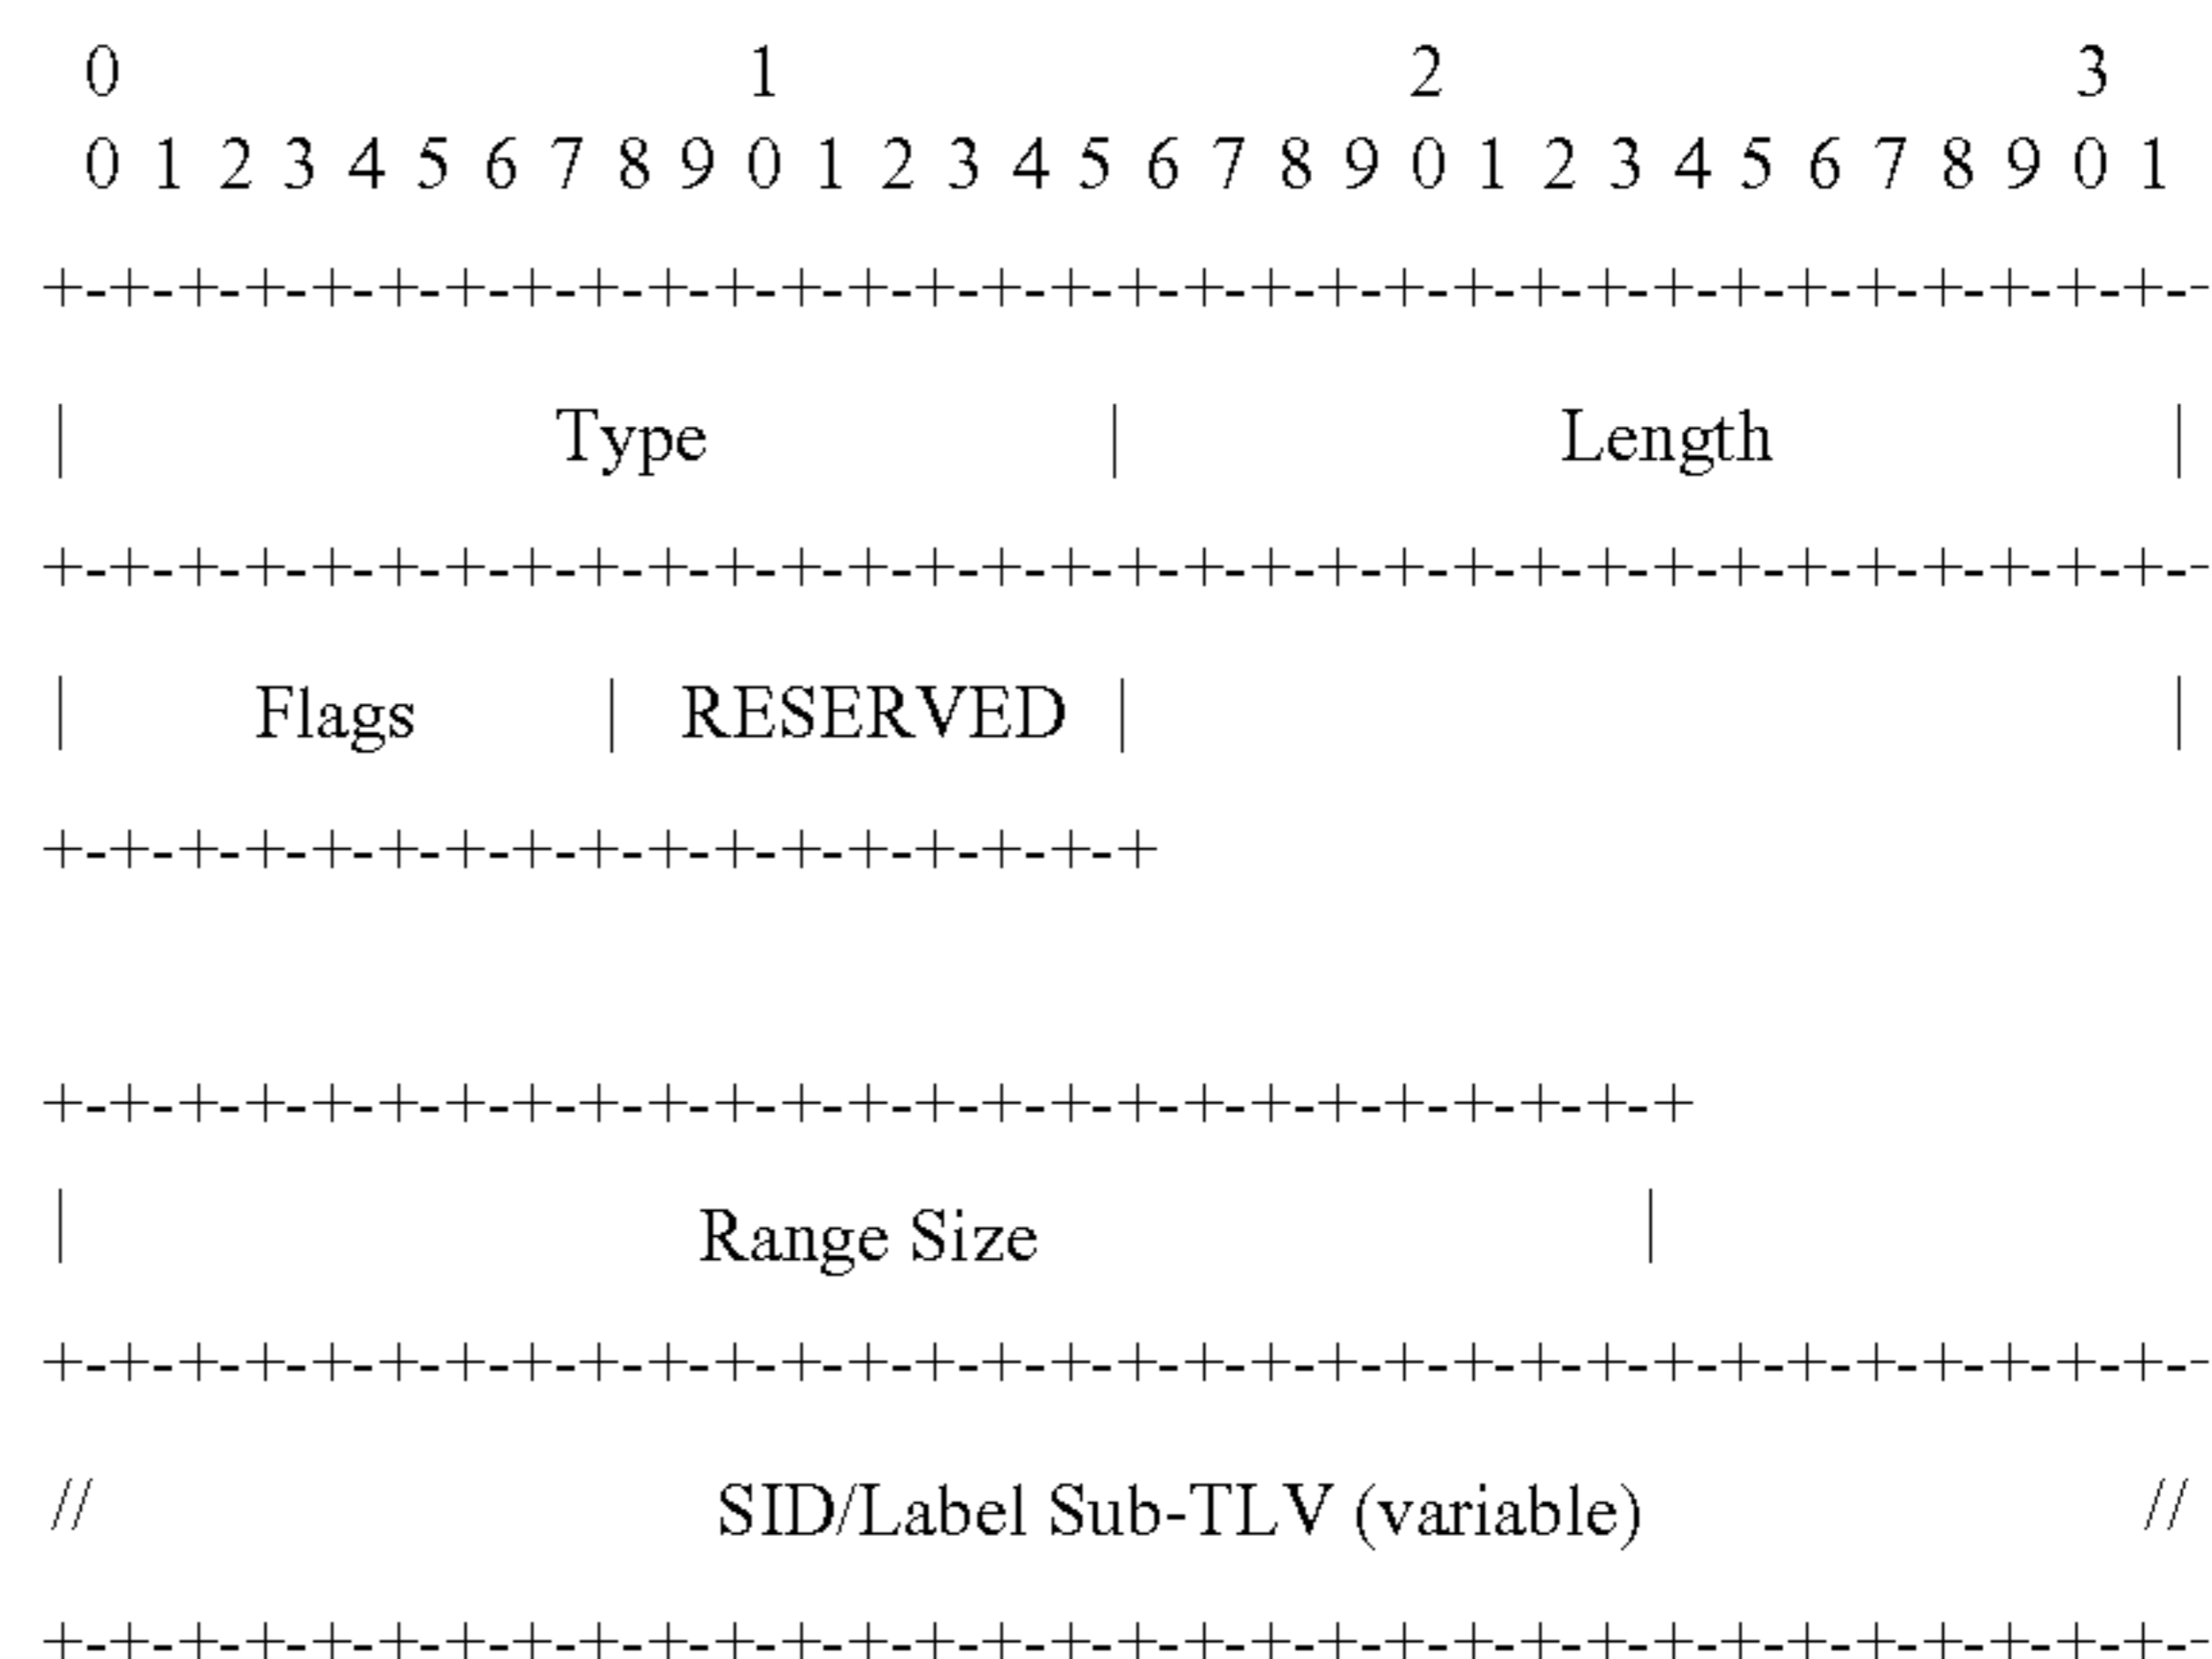 0 1 2 3
0 1 2 3 4 5 6 7 8 9 0 1 2 3 4 5 6 7 8 9 0 1 2 3 4 5 6 7 8 9 0 1
+-+-+-+-+-+-+-+-+-+-+-+-+-+-+-+-+-+-+-+-+-+-+-+-+-+-+-+-+-+-+-+--
| Type | Length |
+-+-+-+-+-+-+-+-+-+-+-+-+-+-+-+-+-+-+-+-+-+-+-+-+-+-+-+-+-+-+-+--
| Flags | RESERVED | |
+-+-+-+-+-+-+-+-+-+-+-+-+-+-+-+-+
+-+-+-+-+-+-+-+-+-+-+-+-+-+-+-+-+-+-+-+-+-+-+-+-+
| Range Size |
+-+-+-+-+-+-+-+-+-+-+-+-+-+-+-+-+-+-+-+-+-+-+-+-+-+-+-+-+-+-+-+--
// SID/Label Sub-TLV (variable) //
+-+-+-+-+-+-+-+-+-+-+-+-+-+-+-+-+-+-+-+-+-+-+-+-+-+-+-+-+-+-+-+--